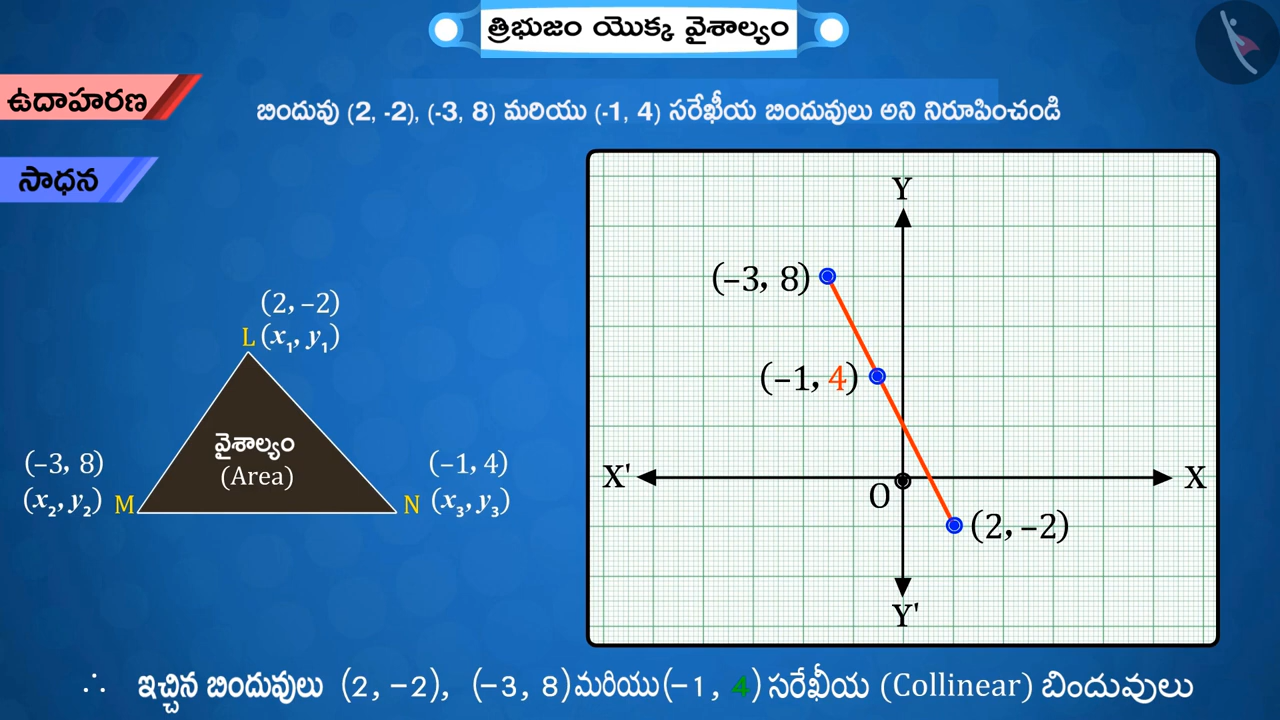 త్రిభుజం యొక్క వైశాల్యం
ఉదాహరణ
బిందువు (2, -2), (-3, 8) మరియు (-1, 4) సరేఖీయ బిందువులు అని నిరూపించండి
సాధన
(2, –2)
L (x₁, y₁)
వైశాల్యం
(Area)
(–3, 8)
(x₂, y₂) M
(–1, 4)
N (x₃, y₃)
Y
(–3, 8)
(–1, 4)
X'
X
O
(2, –2)
Y'
∴ ఇచ్చిన బిందువులు (2, –2), (–3, 8) మరియు (–1, 4) సరేఖీయ (Collinear) బిందువులు